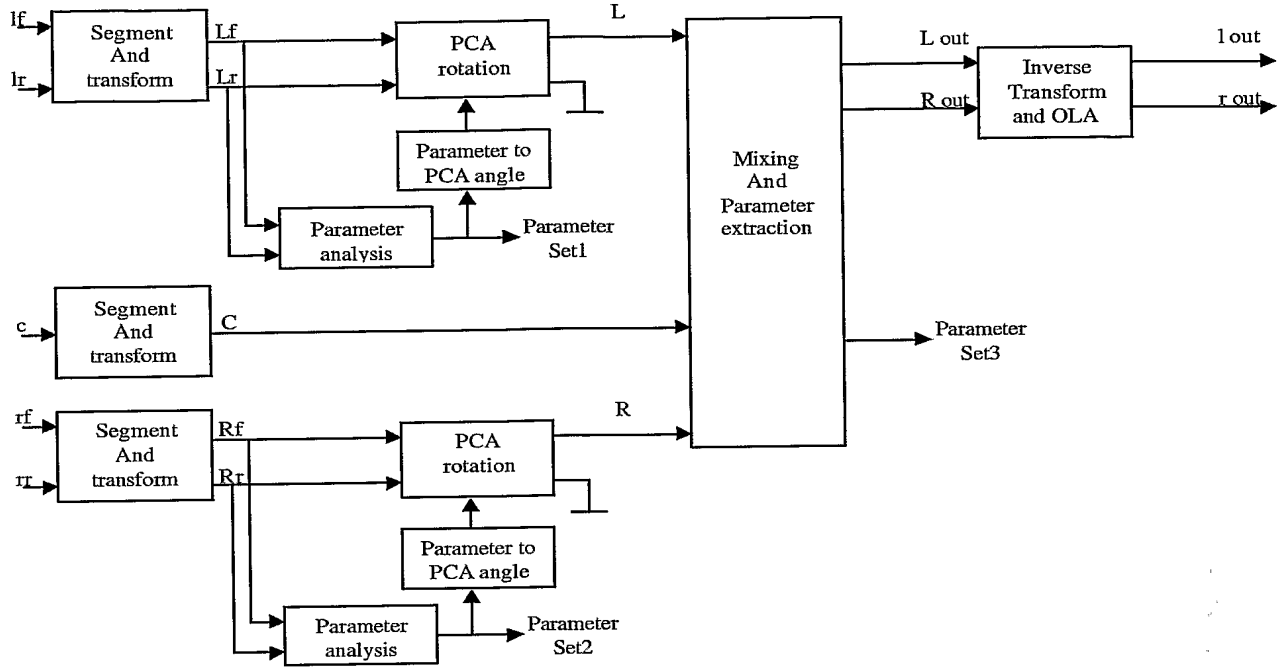 lf
lr
Segment
And
transform
Lf
Lr
PCA
rotation
L
Parameter to
PCA angle
Parameter
analysis
Parameter
Set1
c
Segment
And
transform
C
rf
rr
Segment
And
transform
Rf
Rr
PCA
rotation
R
Parameter to
PCA angle
Parameter
analysis
Parameter
Set2
Mixing
And
Parameter
extraction
L out
R out
Inverse
Transform
and OLA
l out
r out
Parameter
Set3